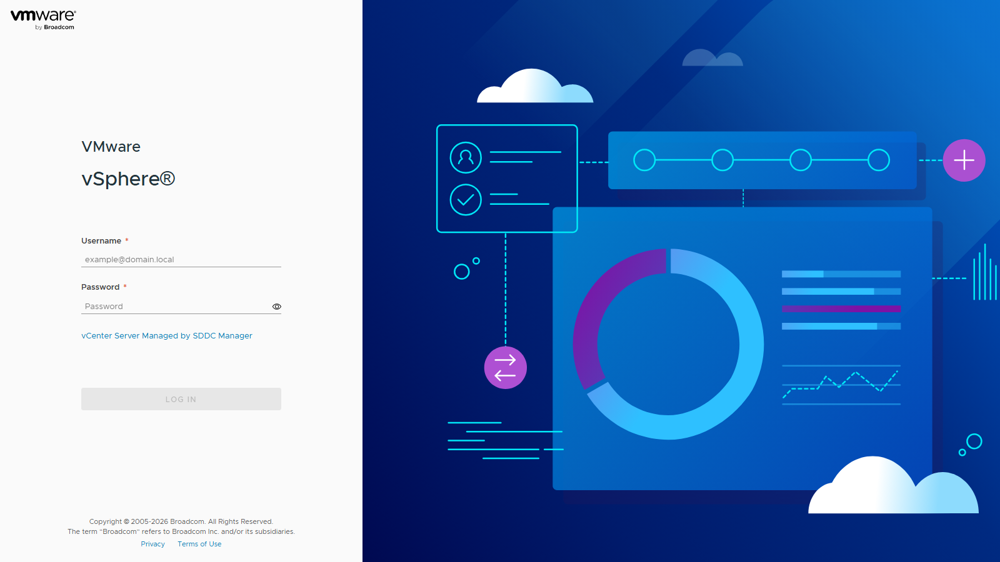 vmware®
by Broadcom
VMware
vSphere®
Username *
example@domain.local
Password *
Password
vCenter Server Managed by SDDC Manager
LOG IN
Copyright © 2005-2026 Broadcom. All Rights Reserved.
The term "Broadcom" refers to Broadcom Inc. and/or its subsidiaries.
Privacy Terms of Use